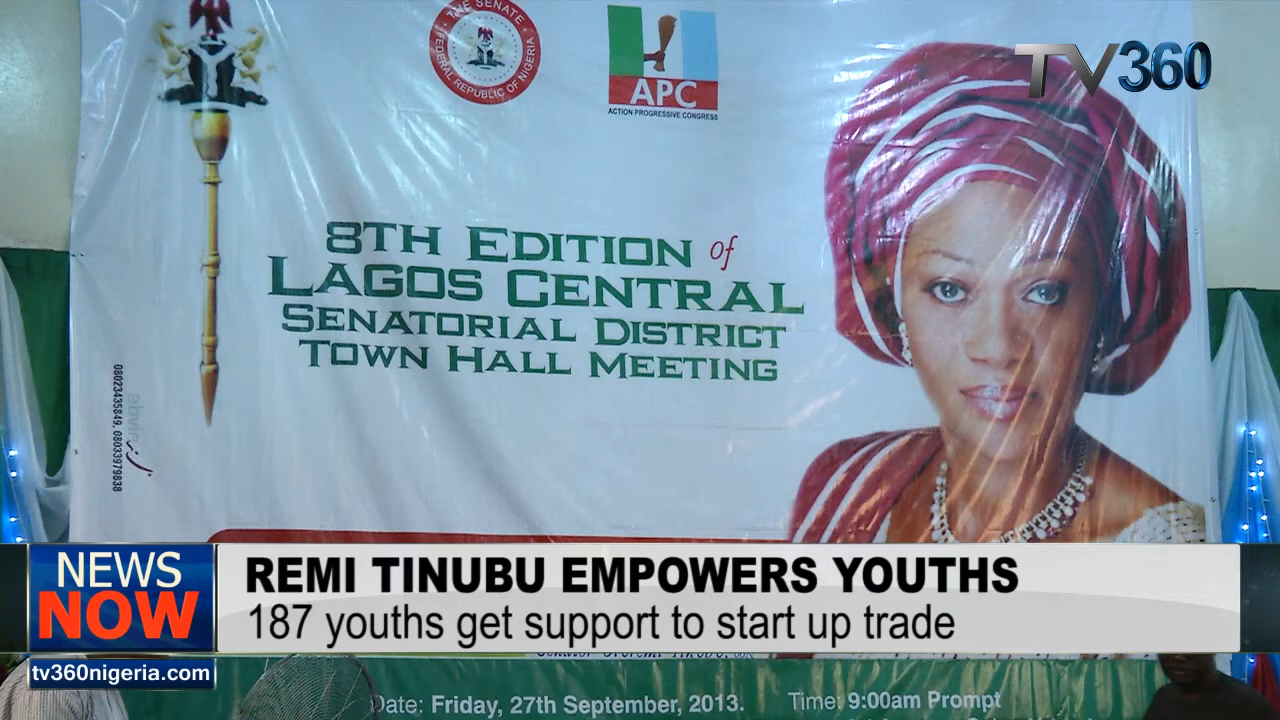 THE SENATE
FEDERAL REPUBLIC OF NIGERIA
APC
ACTION PROGRESSIVE CONGRESS
TV360
8TH EDITION of
LAGOS CENTRAL
SENATORIAL DISTRICT
TOWN HALL MEETING
08023435849, 08033979838
NEWS
NOW
REMI TINUBU EMPOWERS YOUTHS
187 youths get support to start up trade
tv360nigeria.com
Date: Friday, 27th September, 2013.
Time: 9:00am Prompt